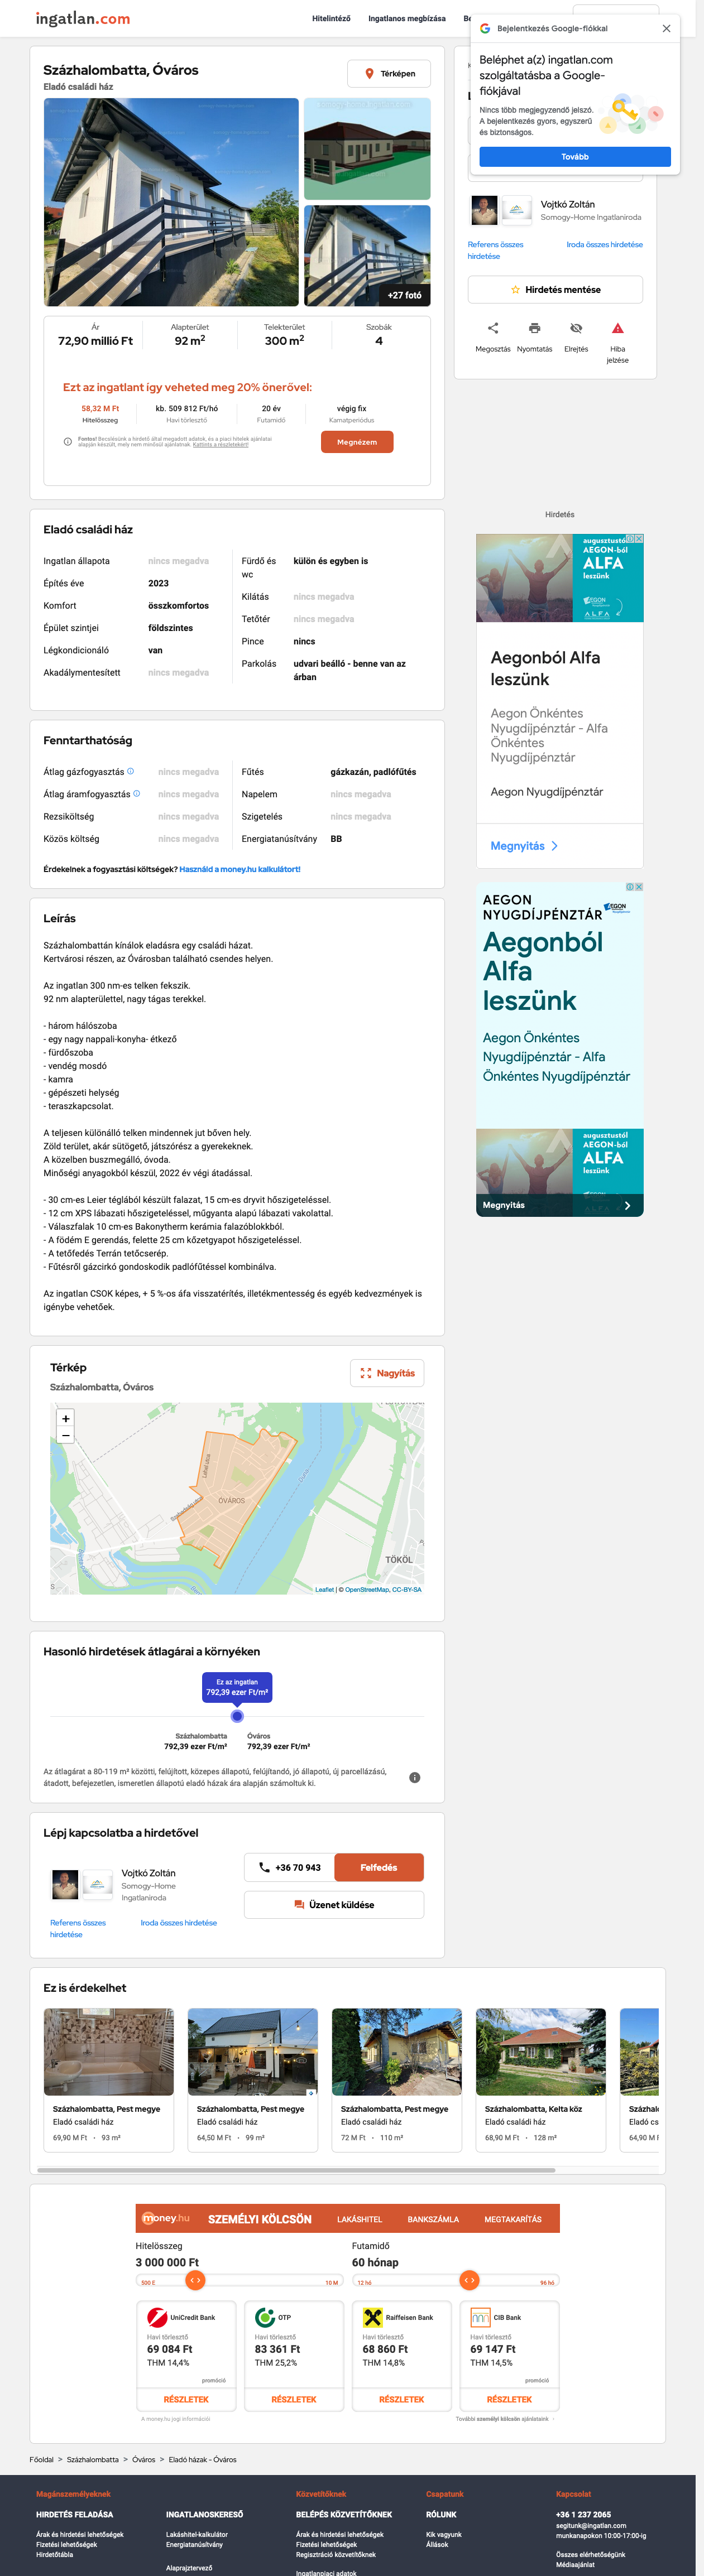 ingatlan.com
Hitelintéző
Ingatlanos megbízása
Bejelentkezés Google-fiókkal
Beléphet a(z) ingatlan.com
szolgáltatásba a Google-
fiókjával
Nincs több megjegyzendő jelszó.
A bejelentkezés gyors, egyszerű
és biztonságos.
Tovább
Százhalombatta, Óváros
Eladó családi ház
Térképen
+27 fotó
Vojtkó Zoltán
Somogy-Home Ingatlaniroda
Referens összes
hirdetése
Iroda összes hirdetése
Hirdetés mentése
Megosztás
Nyomtatás
Elrejtés
Hiba
jelzése
Ár
72,90 millió Ft
Alapterület
92 m2
Telekterület
300 m2
Szobák
4
Ezt az ingatlant így veheted meg 20% önerővel:
58,32 M Ft
Hitelösszeg
kb. 509 812 Ft/hó
Havi törlesztő
20 év
Futamidő
végig fix
Kamatperiódus
Fontos! Becslésünk a hirdető által megadott adatok, és a piaci hitelek ajánlatai
alapján készült, mely nem minősül ajánlatnak. Kattints a részletekért!
Megnézem
Hirdetés
Eladó családi ház
Ingatlan állapota nincs megadva
Építés éve 2023
Komfort összkomfortos
Épület szintjei földszintes
Légkondicionáló van
Akadálymentesített nincs megadva
Fürdő és
wc
külön és egyben is
Kilátás nincs megadva
Tetőtér nincs megadva
Pince nincs
Parkolás udvari beálló - benne van az
árban
augusztustól
AEGON-ból
ALFA
leszünk
AEGON
ALFA
Aegonból Alfa
leszünk
Aegon Önkéntes
Nyugdíjpénztár - Alfa
Önkéntes
Nyugdíjpénztár
Aegon Nyugdíjpénztár
Megnyitás
Fenntarthatóság
Átlag gázfogyasztás nincs megadva
Átlag áramfogyasztás nincs megadva
Rezsiköltség nincs megadva
Közös költség nincs megadva
Fűtés gázkazán, padlófűtés
Napelem nincs megadva
Szigetelés nincs megadva
Energiatanúsítvány BB
Érdekelnek a fogyasztási költségek? Használd a money.hu kalkulátort!
AEGON
NYUGDÍJPÉNZTÁR
AEGON
Aegonból
Alfa
leszünk
Aegon Önkéntes
Nyugdíjpénztár - Alfa
Önkéntes Nyugdíjpénztár
augusztustól
AEGON-ból
ALFA
leszünk
Megnyitás
Leírás
Százhalombattán kínálok eladásra egy családi házat.
Kertvárosi részen, az Óvárosban található csendes helyen.
Az ingatlan 300 nm-es telken fekszik.
92 nm alapterülettel, nagy tágas terekkel.
- három hálószoba
- egy nagy nappali-konyha- étkező
- fürdőszoba
- vendég mosdó
- kamra
- gépészeti helység
- teraszkapcsolat.
A teljesen különálló telken mindennek jut bőven hely.
Zöld terület, akár sütögető, játszórész a gyerekeknek.
A közelben buszmegálló, óvoda.
Minőségi anyagokból készül, 2022 év végi átadással.
- 30 cm-es Leier téglából készült falazat, 15 cm-es dryvit hőszigeteléssel.
- 12 cm XPS lábazati hőszigeteléssel, műgyanta alapú lábazati vakolattal.
- Válaszfalak 10 cm-es Bakonytherm kerámia falazóblokkból.
- A födém E gerendás, felette 25 cm kőzetgyapot hőszigeteléssel.
- A tetőfedés Terrán tetőcserép.
- Fűtésről gázcirkó gondoskodik padlófűtéssel kombinálva.
Az ingatlan CSOK képes, + 5 %-os áfa visszatérítés, illetékmentesség és egyéb kedvezmények is
igénybe vehetőek.
Térkép
Százhalombatta, Óváros
Nagyítás
+
−
ÓVÁROS
TÖKÖL
Leaflet | © OpenStreetMap, CC-BY-SA
Hasonló hirdetések átlagárai a környéken
Ez az ingatlan
792,39 ezer Ft/m²
Százhalombatta
792,39 ezer Ft/m²
Óváros
792,39 ezer Ft/m²
Az átlagárat a 80-119 m² közötti, felújított, közepes állapotú, felújítandó, jó állapotú, új parcellázású,
átadott, befejezetlen, ismeretlen állapotú eladó házak ára alapján számoltuk ki.
Lépj kapcsolatba a hirdetővel
Vojtkó Zoltán
Somogy-Home
Ingatlaniroda
Referens összes
hirdetése
Iroda összes hirdetése
+36 70 943
Felfedés
Üzenet küldése
Ez is érdekelhet
Százhalombatta, Pest megye
Eladó családi ház
69,90 M Ft • 93 m²
Százhalombatta, Pest megye
Eladó családi ház
64,50 M Ft • 99 m²
Százhalombatta, Pest megye
Eladó családi ház
72 M Ft • 110 m²
Százhalombatta, Kelta köz
Eladó családi ház
68,90 M Ft • 128 m²
Eladó cs
64,90 M F
money.hu
SZEMÉLYI KÖLCSÖN
LAKÁSHITEL
BANKSZÁMLA
MEGTAKARÍTÁS
Hitelösszeg
3 000 000 Ft
500 E
10 M
Futamidő
60 hónap
12 hó
96 hó
UniCredit Bank
Havi törlesztő
69 084 Ft
THM 14,4%
promóció
RÉSZLETEK
OTP
Havi törlesztő
83 361 Ft
THM 25,2%
RÉSZLETEK
Raiffeisen Bank
Havi törlesztő
68 860 Ft
THM 14,8%
RÉSZLETEK
CIB Bank
Havi törlesztő
69 147 Ft
THM 14,5%
promóció
RÉSZLETEK
A money.hu jogi információi
További személyi kölcsön ajánlataink
Főoldal > Százhalombatta > Óváros > Eladó házak - Óváros
Magánszemélyeknek
HIRDETÉS FELADÁSA
Árak és hirdetési lehetőségek
Fizetési lehetőségek
Hirdetőtábla
INGATLANOSKERESŐ
Lakáshitel-kalkulátor
Energiatanúsítvány
Alaprajztervező
Közvetítőknek
BELÉPÉS KÖZVETÍTŐKNEK
Árak és hirdetési lehetőségek
Fizetési lehetőségek
Regisztráció közvetítőknek
Ingatlanpiaci adatok
Csapatunk
RÓLUNK
Kik vagyunk
Állások
Kapcsolat
+36 1 237 2065
segitunk@ingatlan.com
munkanapokon 10:00-17:00-ig
Összes elérhetőségünk
Médiaajánlat